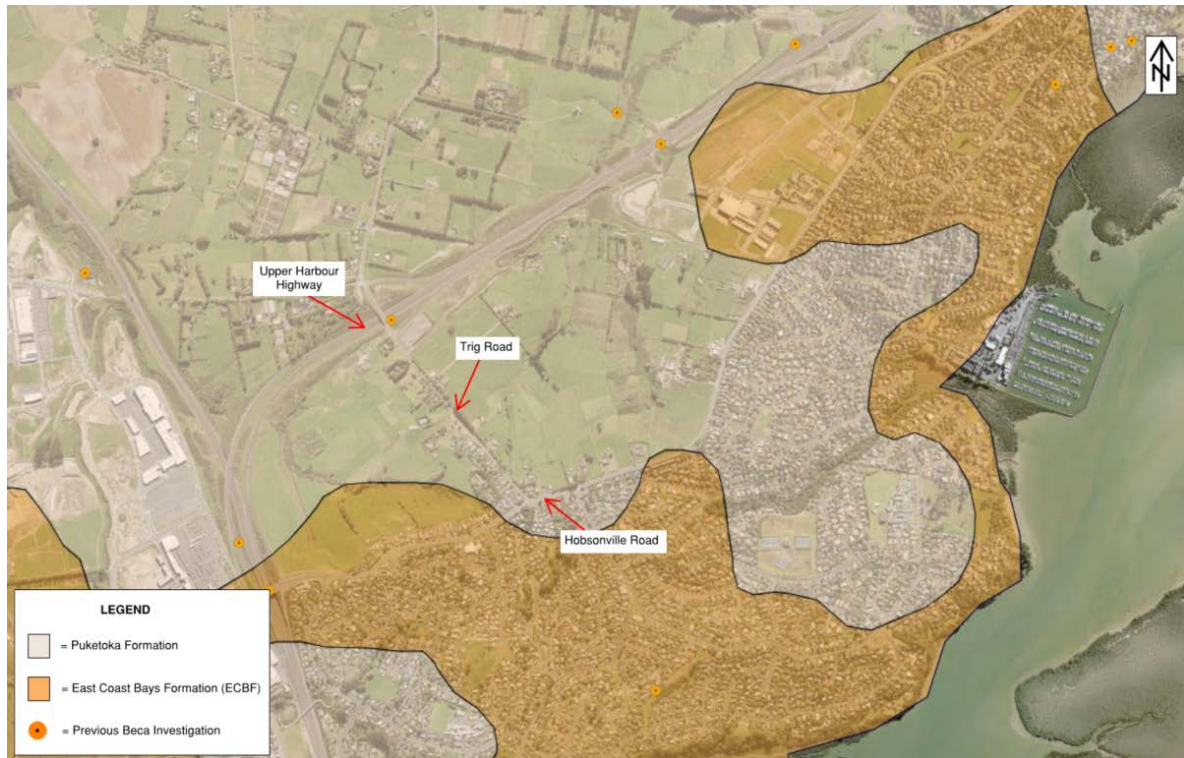 N
Upper Harbour
Highway
Trig Road
Hobsonville Road
LEGEND
= Puketoka Formation
= East Coast Bays Formation (ECBF)
= Previous Beca Investigation